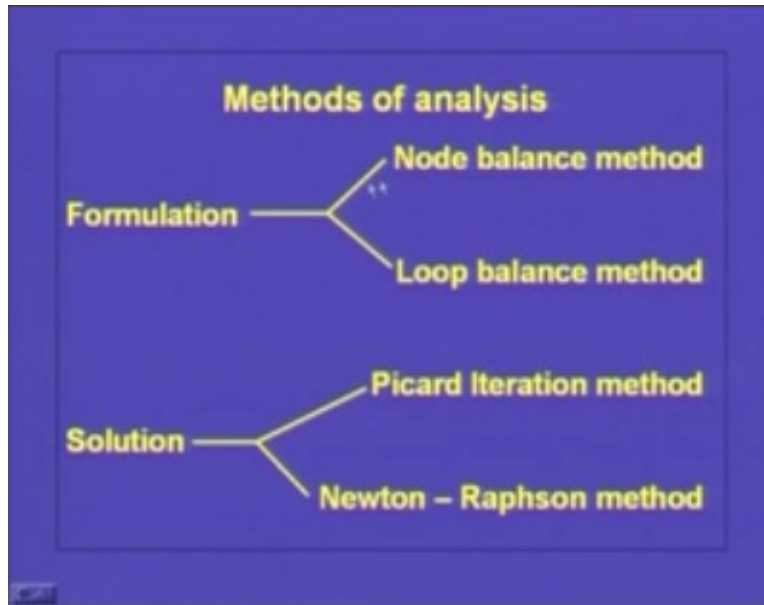 Methods of analysis
Node balance method
Formulation
Loop balance method
Picard Iteration method
Solution
Newton – Raphson method